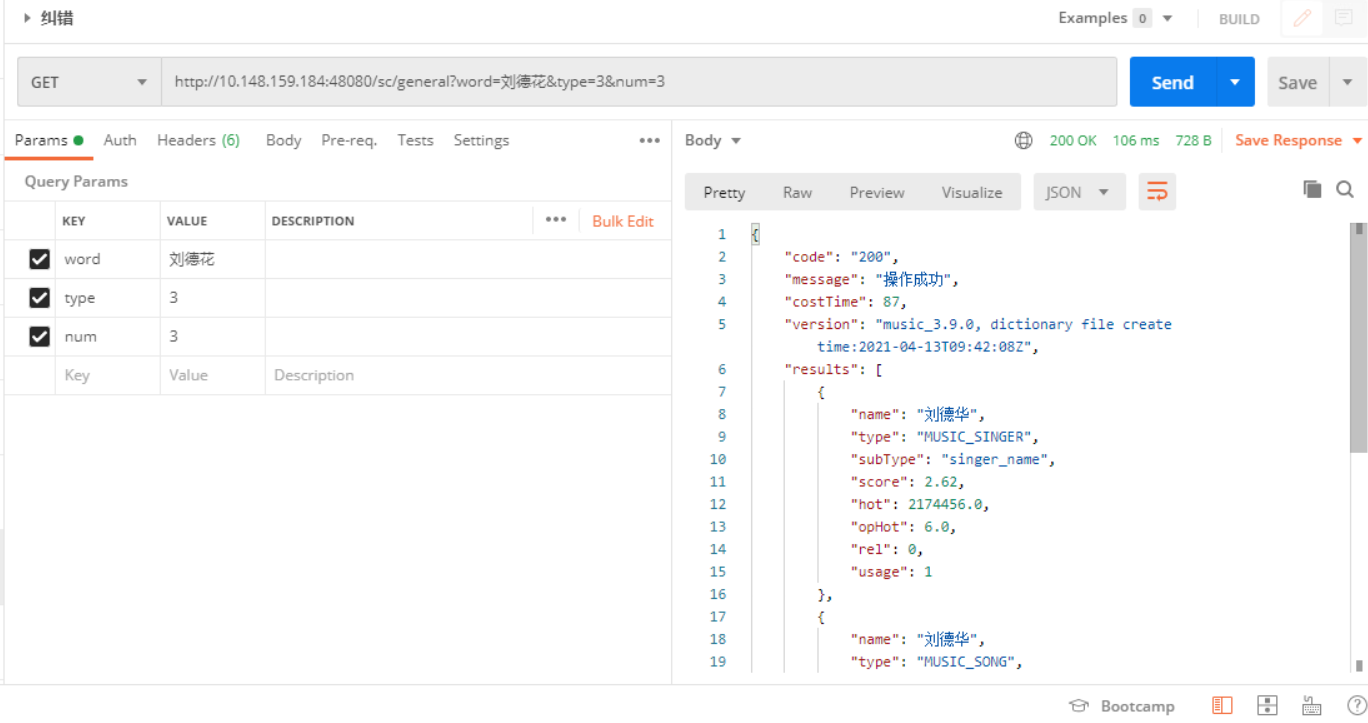 纠错
Examples 0 BUILD
GET http://10.148.159.184:48080/sc/general?word=刘德花&type=3&num=3 Send Save
Params Auth Headers (6) Body Pre-req. Tests Settings •••
Query Params
KEY VALUE DESCRIPTION ••• Bulk Edit
word 刘德花
type 3
num 3
Key Value Description
Body 200 OK 106 ms 728 B Save Response
Pretty Raw Preview Visualize JSON
1 {
2 "code": "200",
3 "message": "操作成功",
4 "costTime": 87,
5 "version": "music_3.9.0, dictionary file create
time:2021-04-13T09:42:08Z",
6 "results": [
7 {
8 "name": "刘德华",
9 "type": "MUSIC_SINGER",
10 "subType": "singer_name",
11 "score": 2.62,
12 "hot": 2174456.0,
13 "opHot": 6.0,
14 "rel": 0,
15 "usage": 1
16 },
17 {
18 "name": "刘德华",
19 "type": "MUSIC_SONG",
Bootcamp